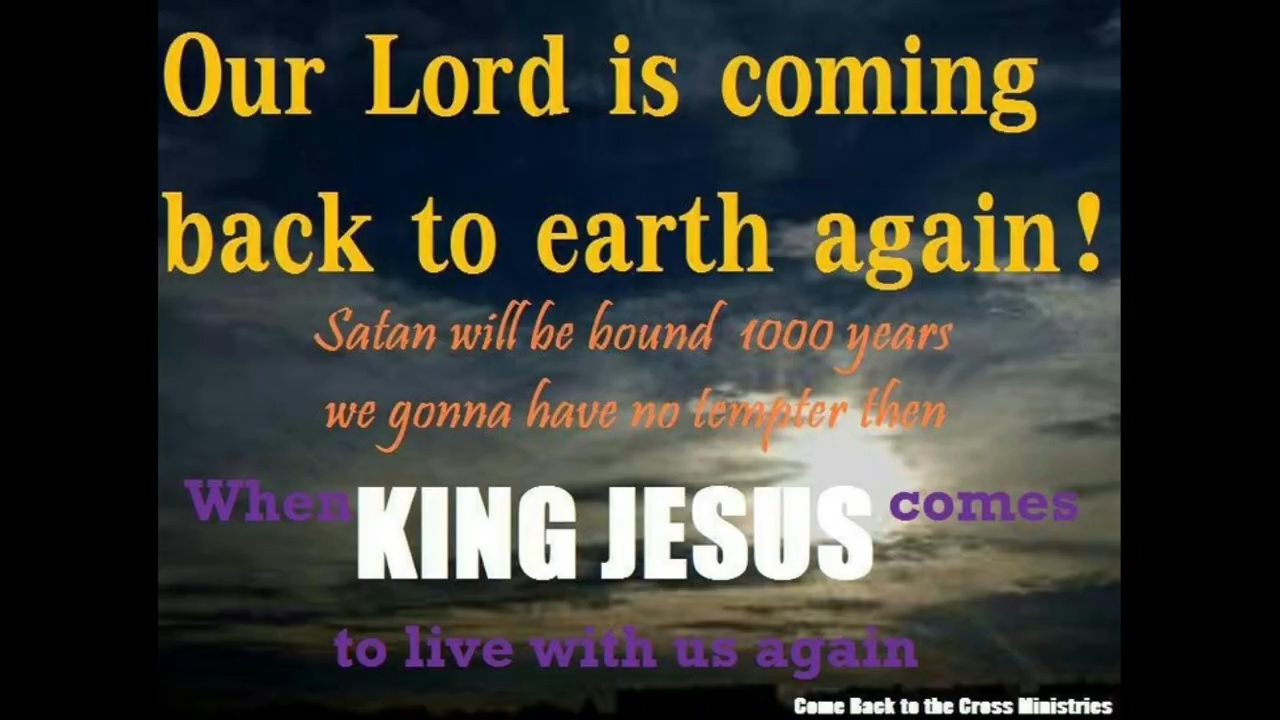 Our Lord is coming
back to earth again!
Satan will be bound 1000 years
we gonna have no tempter then
When KING JESUS comes
to live with us again
Come Back to the Cross Ministries